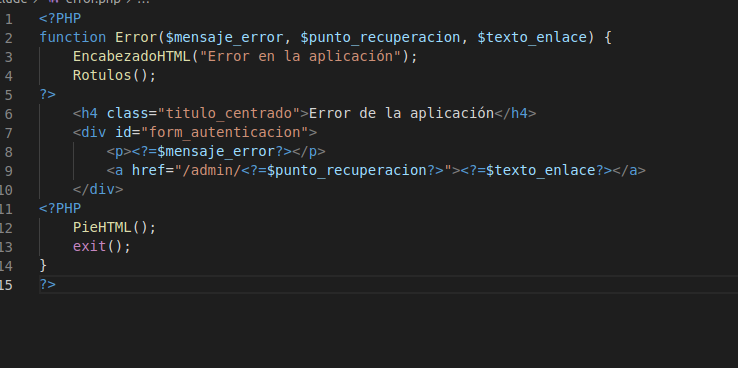 error.php > ...
1 <?PHP
2 function Error($mensaje_error, $punto_recuperacion, $texto_enlace) {
3     EncabezadoHTML("Error en la aplicación");
4     Rotulos();
5 ?>
6     <h4 class="titulo_centrado">Error de la aplicación</h4>
7     <div id="form_autenticacion">
8         <p><?=$mensaje_error?></p>
9         <a href="/admin/<?=$punto_recuperacion?>"><?=$texto_enlace?></a>
10     </div>
11 <?PHP
12     PieHTML();
13     exit();
14 }
15 ?>